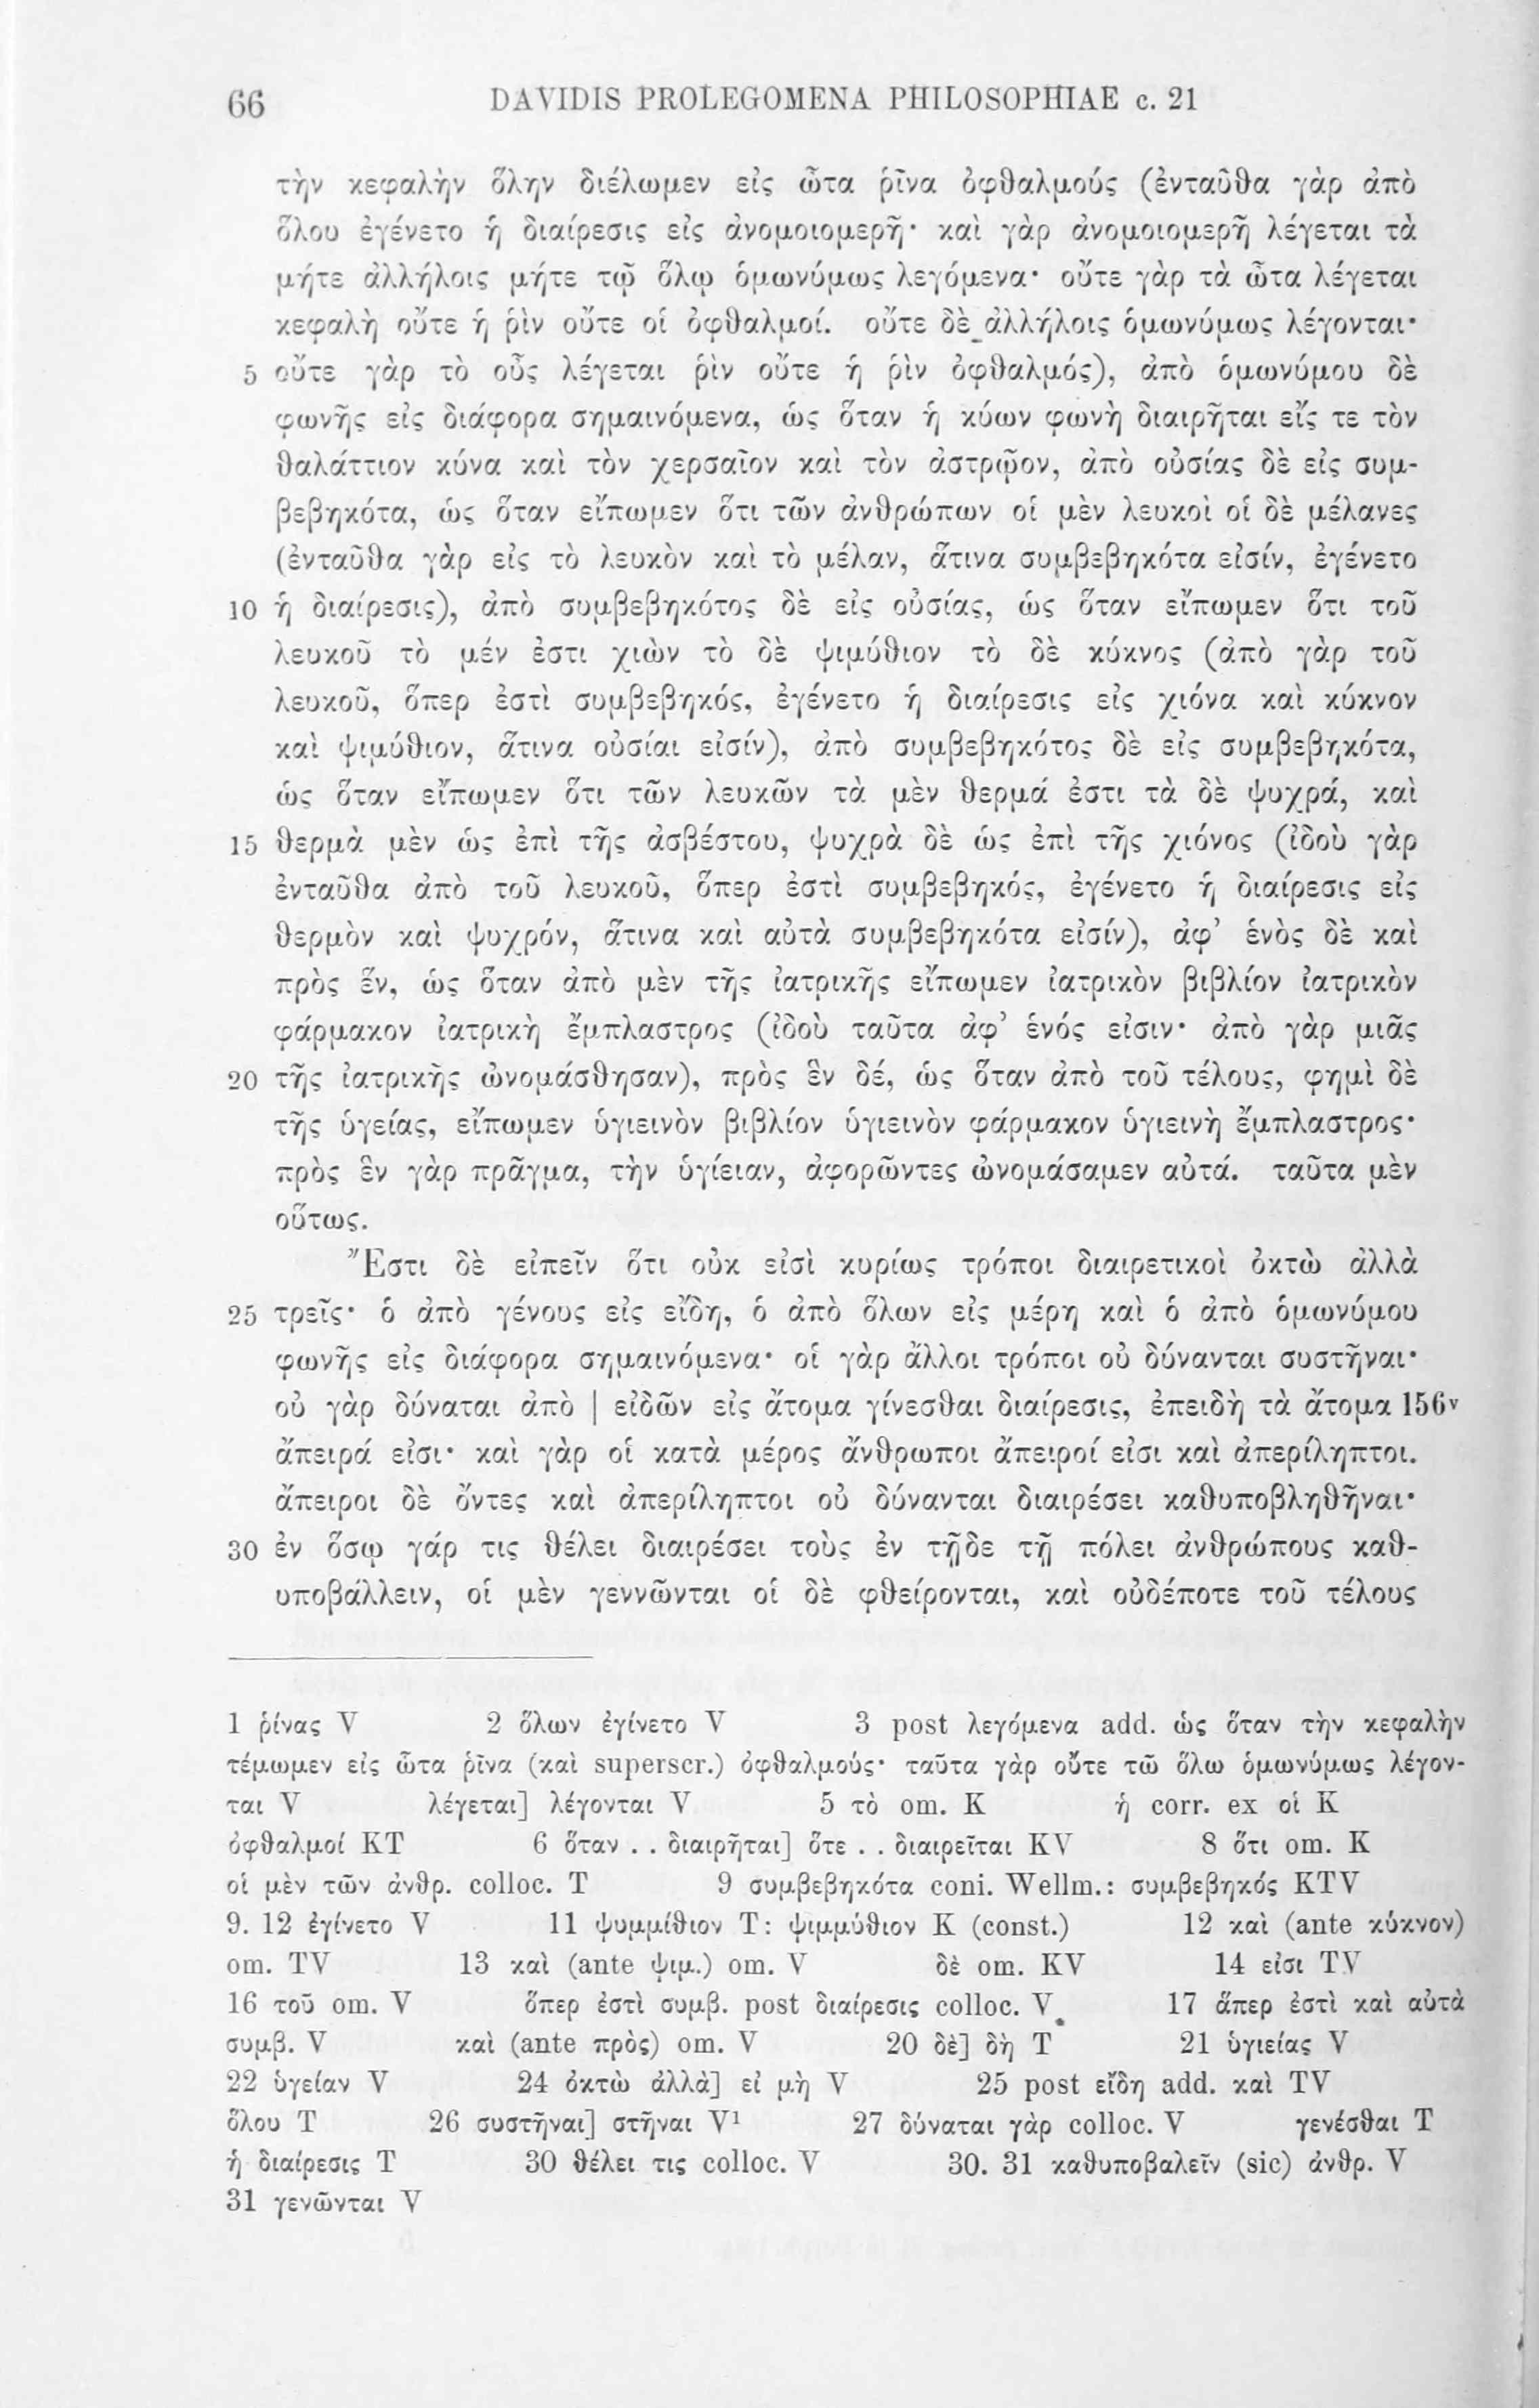 66 DAVIDIS PROLEGOMENA PHILOSOPHIAE c. 21
τὴν κεφαλὴν ὅλην διέλωμεν εἰς ὦτα ῥῖνα ὀφθαλμούς (ἐνταῦθα γὰρ ἀπὸ
ὅλου ἐγένετο ἡ διαίρεσις εἰς ἀνομοιομερῆ· καὶ γὰρ ἀνομοιομερῆ λέγεται τὰ
μήτε ἀλλήλοις μήτε τῷ ὅλῳ ὁμωνύμως λεγόμενα· οὔτε γὰρ τὰ ὦτα λέγεται
κεφαλὴ οὔτε ἡ ῥὶν οὔτε οἱ ὀφθαλμοί. οὔτε δὲ ἀλλήλοις ὁμωνύμως λέγονται·
5 οὔτε γὰρ τὸ οὖς λέγεται ῥὶν οὔτε ἡ ῥὶν ὀφθαλμός), ἀπὸ ὁμωνύμου δὲ
φωνῆς εἰς διάφορα σημαινόμενα, ὡς ὅταν ἡ κύων φωνὴ διαιρῆται εἴς τε τὸν
θαλάττιον κύνα καὶ τὸν χερσαῖον καὶ τὸν ἀστρῷον, ἀπὸ οὐσίας δὲ εἰς συμ-
βεβηκότα, ὡς ὅταν εἴπωμεν ὅτι τῶν ἀνθρώπων οἱ μὲν λευκοὶ οἱ δὲ μέλανες
(ἐνταῦθα γὰρ εἰς τὸ λευκὸν καὶ τὸ μέλαν, ἅτινα συμβεβηκότα εἰσίν, ἐγένετο
10 ἡ διαίρεσις), ἀπὸ συμβεβηκότος δὲ εἰς οὐσίας, ὡς ὅταν εἴπωμεν ὅτι τοῦ
λευκοῦ τὸ μέν ἐστι χιὼν τὸ δὲ ψιμύθιον τὸ δὲ κύκνος (ἀπὸ γὰρ τοῦ
λευκοῦ, ὅπερ ἐστὶ συμβεβηκός, ἐγένετο ἡ διαίρεσις εἰς χιόνα καὶ κύκνον
καὶ ψιμύθιον, ἅτινα οὐσίαι εἰσίν), ἀπὸ συμβεβηκότος δὲ εἰς συμβεβηκότα,
ὡς ὅταν εἴπωμεν ὅτι τῶν λευκῶν τὰ μὲν θερμά ἐστι τὰ δὲ ψυχρά, καὶ
15 θερμὰ μὲν ὡς ἐπὶ τῆς ἀσβέστου, ψυχρὰ δὲ ὡς ἐπὶ τῆς χιόνος (ἰδοὺ γὰρ
ἐνταῦθα ἀπὸ τοῦ λευκοῦ, ὅπερ ἐστὶ συμβεβηκός, ἐγένετο ἡ διαίρεσις εἰς
θερμὸν καὶ ψυχρόν, ἅτινα καὶ αὐτὰ συμβεβηκότα εἰσίν), ἀφ' ἑνὸς δὲ καὶ
πρὸς ἕν, ὡς ὅταν ἀπὸ μὲν τῆς ἰατρικῆς εἴπωμεν ἰατρικὸν βιβλίον ἰατρικὸν
φάρμακον ἰατρικὴ ἔμπλαστρος (ἰδοὺ ταῦτα ἀφ' ἑνός εἰσιν· ἀπὸ γὰρ μιᾶς
20 τῆς ἰατρικῆς ὠνομάσθησαν), πρὸς ἓν δέ, ὡς ὅταν ἀπὸ τοῦ τέλους, φημὶ δὲ
τῆς ὑγείας, εἴπωμεν ὑγιεινὸν βιβλίον ὑγιεινὸν φάρμακον ὑγιεινὴ ἔμπλαστρος·
πρὸς ἓν γὰρ πρᾶγμα, τὴν ὑγίειαν, ἀφορῶντες ὠνομάσαμεν αὐτά. ταῦτα μὲν
οὕτως.
Ἔστι δὲ εἰπεῖν ὅτι οὐκ εἰσὶ κυρίως τρόποι διαιρετικοὶ ὀκτὼ ἀλλὰ
25 τρεῖς· ὁ ἀπὸ γένους εἰς εἴδη, ὁ ἀπὸ ὅλων εἰς μέρη καὶ ὁ ἀπὸ ὁμωνύμου
φωνῆς εἰς διάφορα σημαινόμενα· οἱ γὰρ ἄλλοι τρόποι οὐ δύνανται συστῆναι·
οὐ γὰρ δύναται ἀπὸ | εἰδῶν εἰς ἄτομα γίνεσθαι διαίρεσις, ἐπειδὴ τὰ ἄτομα 156ᵛ
ἄπειρά εἰσι· καὶ γὰρ οἱ κατὰ μέρος ἄνθρωποι ἄπειροί εἰσι καὶ ἀπερίληπτοι.
ἄπειροι δὲ ὄντες καὶ ἀπερίληπτοι οὐ δύνανται διαιρέσει καθυποβληθῆναι·
30 ἐν ὅσῳ γάρ τις θέλει διαιρέσει τοὺς ἐν τῇδε τῇ πόλει ἀνθρώπους καθ-
υποβάλλειν, οἱ μὲν γεννῶνται οἱ δὲ φθείρονται, καὶ οὐδέποτε τοῦ τέλους
1 ῥίνας V 2 ὅλων ἐγίνετο V 3 post λεγόμενα add. ὡς ὅταν τὴν κεφαλὴν
τέμωμεν εἰς ὦτα ῥῖνα (καὶ superscr.) ὀφθαλμούς· ταῦτα γὰρ οὔτε τῶ ὅλω ὁμωνύμως λέγον-
ται V λέγεται] λέγονται V 5 τὸ om. K ἡ corr. ex οἱ K
ὀφθαλμοί KT 6 ὅταν . . διαιρῆται] ὅτε . . διαιρεῖται KV 8 ὅτι om. K
οἱ μὲν τῶν ἀνθρ. colloc. T 9 συμβεβηκότα coni. Wellm.: συμβεβηκός KTV
9. 12 ἐγίνετο V 11 ψυμμίθιον T: ψιμμύθιον K (const.) 12 καὶ (ante κύκνον)
om. TV 13 καὶ (ante ψιμ.) om. V δὲ om. KV 14 εἰσι TV
16 τοῦ om. V ὅπερ ἐστὶ συμβ. post διαίρεσις colloc. V 17 ἅπερ ἐστὶ καὶ αὐτὰ
συμβ. V καὶ (ante πρὸς) om. V 20 δὲ] δὴ T 21 ὑγιείας V
22 ὑγείαν V 24 ὀκτὼ ἀλλὰ] εἰ μὴ V 25 post εἴδη add. καὶ TV
ὅλου T 26 συστῆναι] στῆναι V¹ 27 δύναται γὰρ colloc. V γενέσθαι T
ἡ διαίρεσις T 30 θέλει τις colloc. V 30. 31 καθυποβαλεῖν (sic) ἀνθρ. V
31 γενῶνται V